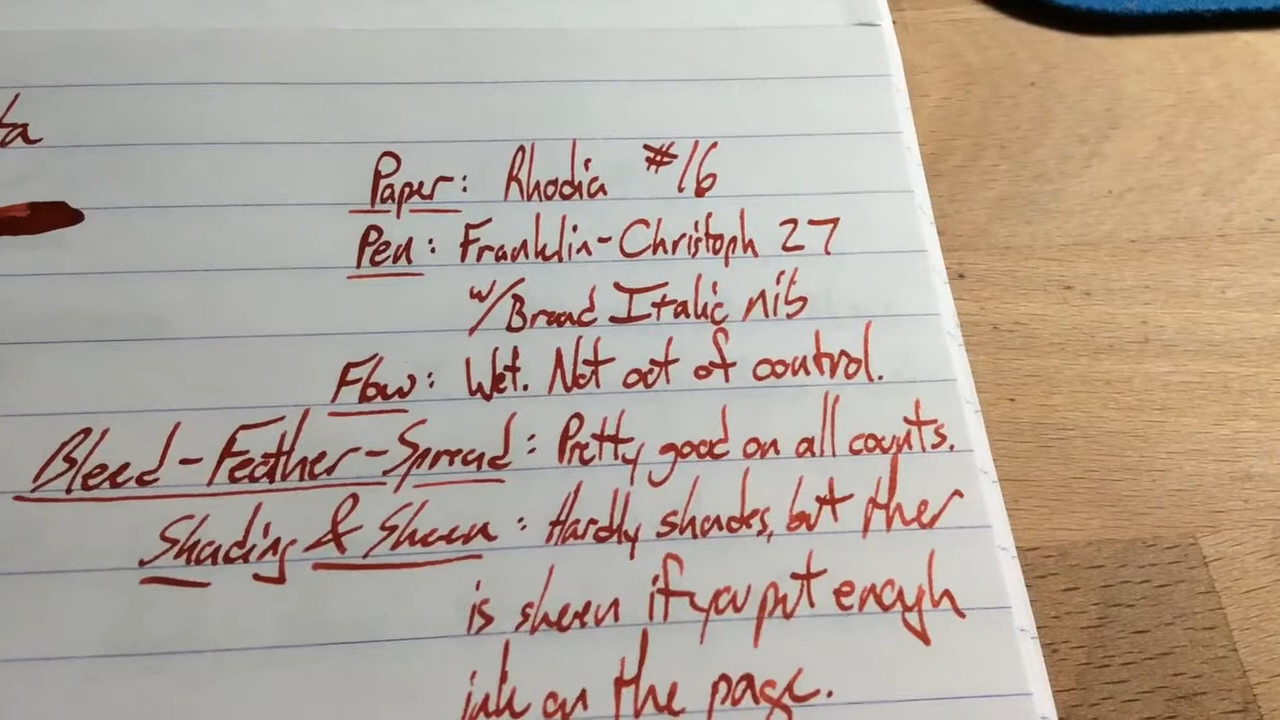 ta
Paper: Rhodia #16
Pen: Franklin-Christoph 27
w/Broad Italic nib
Flow: Wet. Not out of control.
Bleed-Feather-Spread: Pretty good on all counts.
Shading & Sheen: Hardly shades, but ther
is sheen if you put enough
ink on the page.